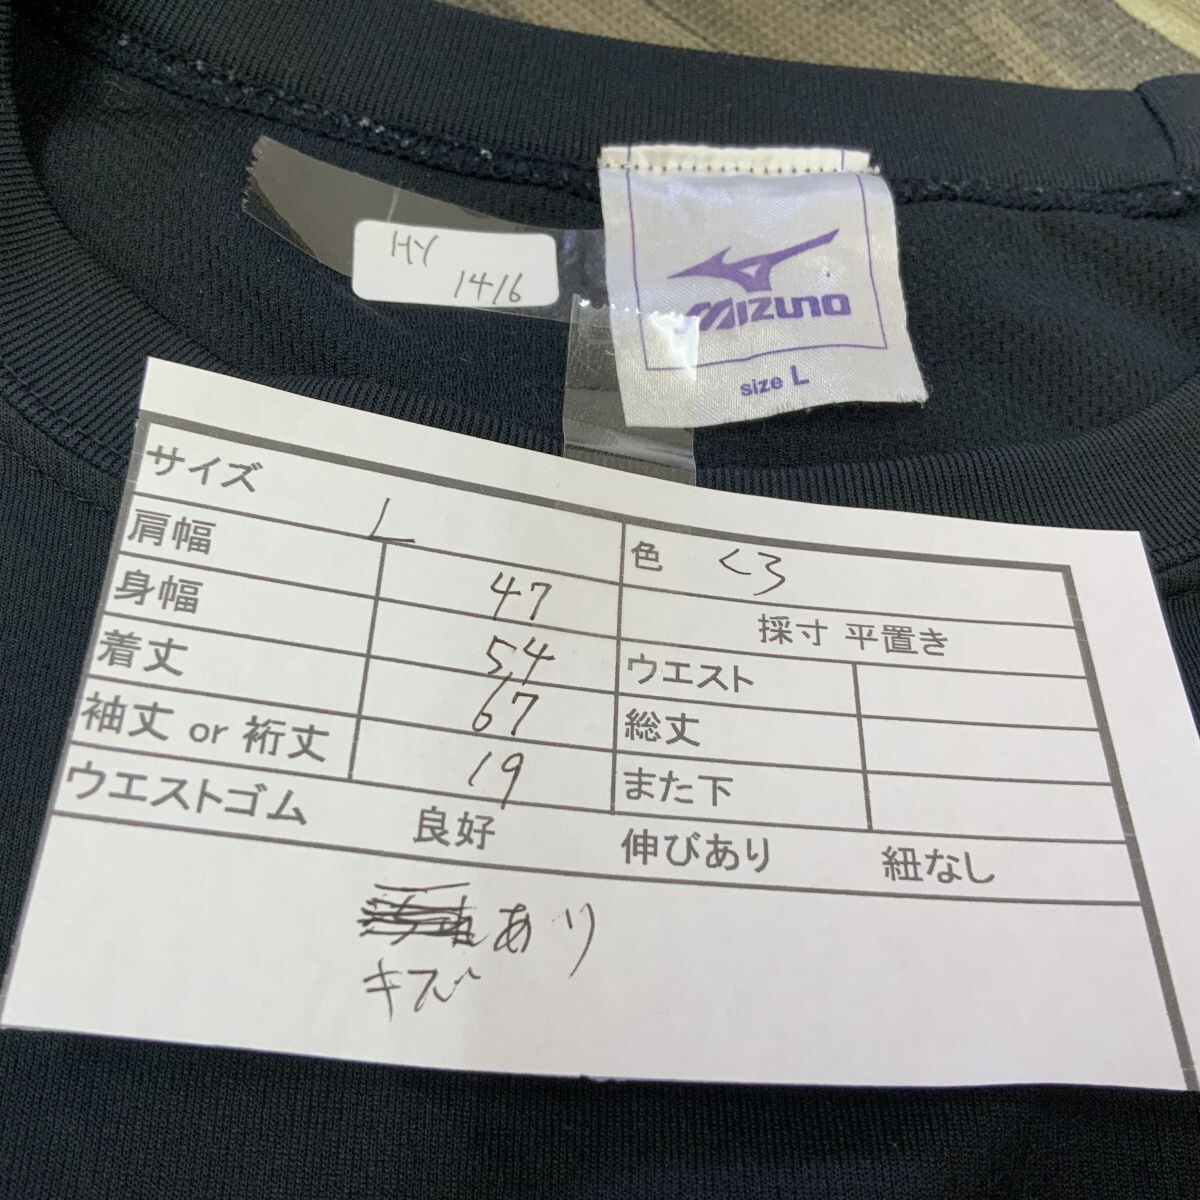 HY
1416
MIZUNO
size L
サイズ L 色 くろ
肩幅 47 採寸 平置き
身幅 54 ウエスト
着丈 67 総丈
袖丈 or 裄丈 19 また下
ウエストゴム 良好 伸びあり 紐なし
あり
キズ